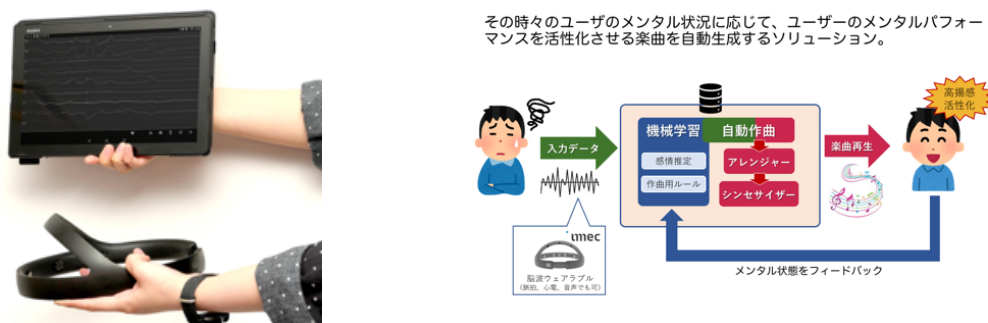 SONY
その時々のユーザのメンタル状況に応じて、ユーザーのメンタルパフォー
マンスを活性化させる楽曲を自動生成するソリューション。
高揚感
活性化
機械学習
自動作曲
入力データ
楽曲再生
感情推定
アレンジャー
作曲用ルール
シンセサイザー
imec
脳波ウェアラブル
(脈拍、心電、音声でも可)
メンタル状態をフィードバック